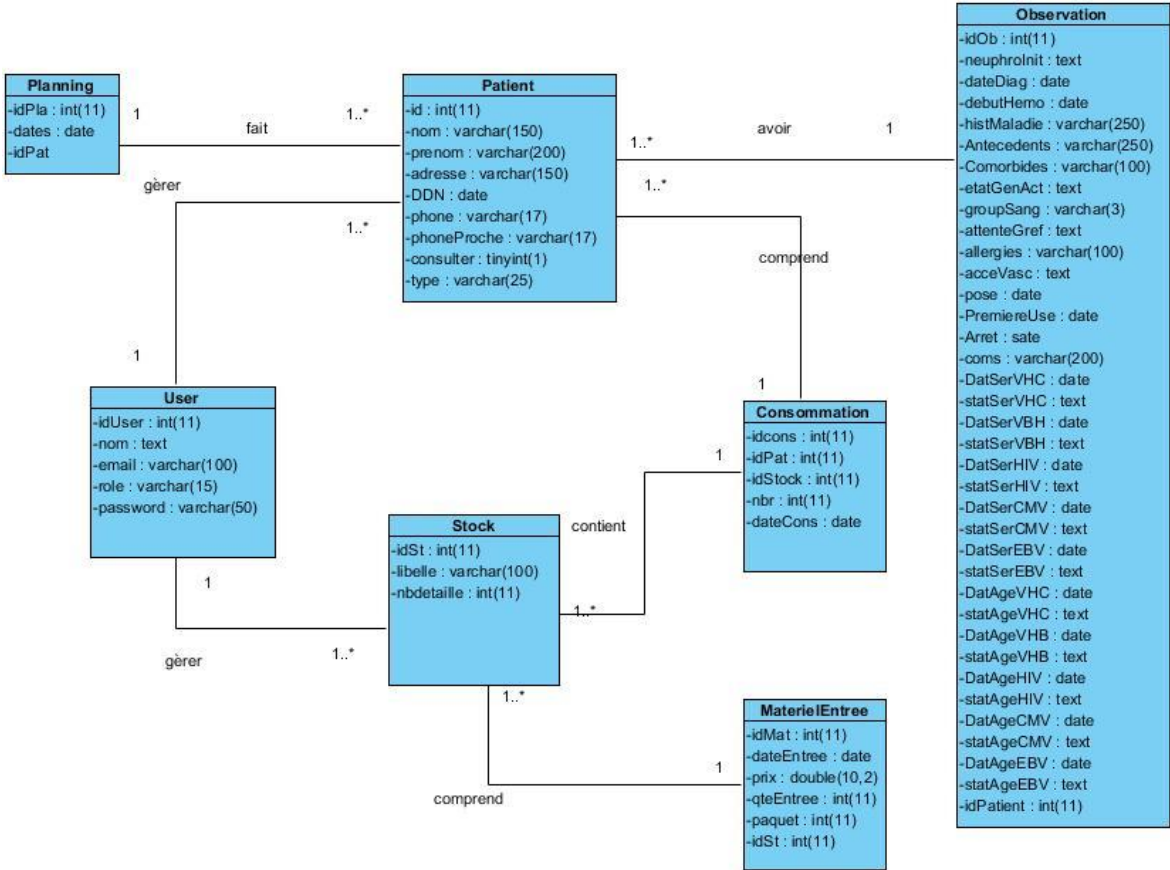 Planning
-idPla : int(11)
-dates : date
-idPat
1
fait
1..*
Patient
-id : int(11)
-nom : varchar(150)
-prenom : varchar(200)
-adresse : varchar(150)
-DDN : date
-phone : varchar(17)
-phoneProche : varchar(17)
-consulter : tinyint(1)
-type : varchar(25)
avoir
1
1..*
1..*
gèrer
1..*
comprend
1
1
Observation
-idOb : int(11)
-neuphroInit : text
-dateDiag : date
-debutHemo : date
-histMaladie : varchar(250)
-Antecedents : varchar(250)
-Comorbides : varchar(100)
-etatGenAct : text
-groupSang : varchar(3)
-attenteGref : text
-allergies : varchar(100)
-acceVasc : text
-pose : date
-PremiereUse : date
-Arret : sate
-coms : varchar(200)
-DatSerVHC : date
-statSerVHC : text
-DatSerVBH : date
-statSerVBH : text
-DatSerHIV : date
-statSerHIV : text
-DatSerCMV : date
-statSerCMV : text
-DatSerEBV : date
-statSerEBV : text
-DatAgeVHC : date
-statAgeVHC : text
-DatAgeVHB : date
-statAgeVHB : text
-DatAgeHIV : date
-statAgeHIV : text
-DatAgeCMV : date
-statAgeCMV : text
-DatAgeEBV : date
-statAgeEBV : text
-idPatient : int(11)
User
-idUser : int(11)
-nom : text
-email : varchar(100)
-role : varchar(15)
-password : varchar(50)
1
gèrer
1..*
Stock
-idSt : int(11)
-libelle : varchar(100)
-nbdetaille : int(11)
contient
1
1..*
Consommation
-idcons : int(11)
-idPat : int(11)
-idStock : int(11)
-nbr : int(11)
-dateCons : date
1..*
comprend
1
MaterielEntree
-idMat : int(11)
-dateEntree : date
-prix : double(10,2)
-qteEntree : int(11)
-paquet : int(11)
-idSt : int(11)